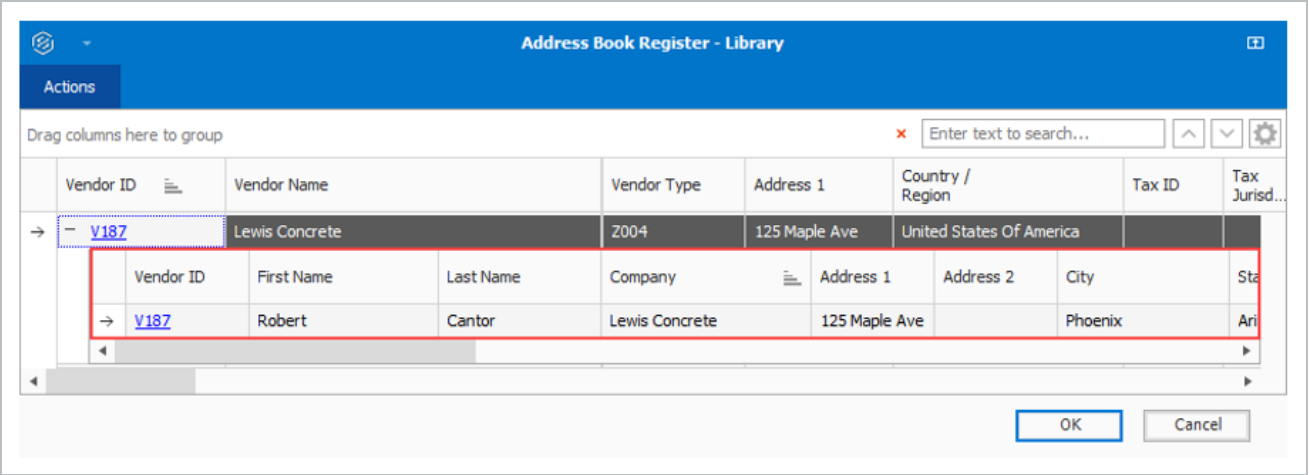 Address Book Register - Library
Actions
Drag columns here to group
Enter text to search...
Vendor ID Vendor Name Vendor Type Address 1 Country / Region Tax ID Tax Jurisd...
V187 Lewis Concrete Z004 125 Maple Ave United States Of America
Vendor ID First Name Last Name Company Address 1 Address 2 City Sta
V187 Robert Cantor Lewis Concrete 125 Maple Ave Phoenix Ari
OK Cancel